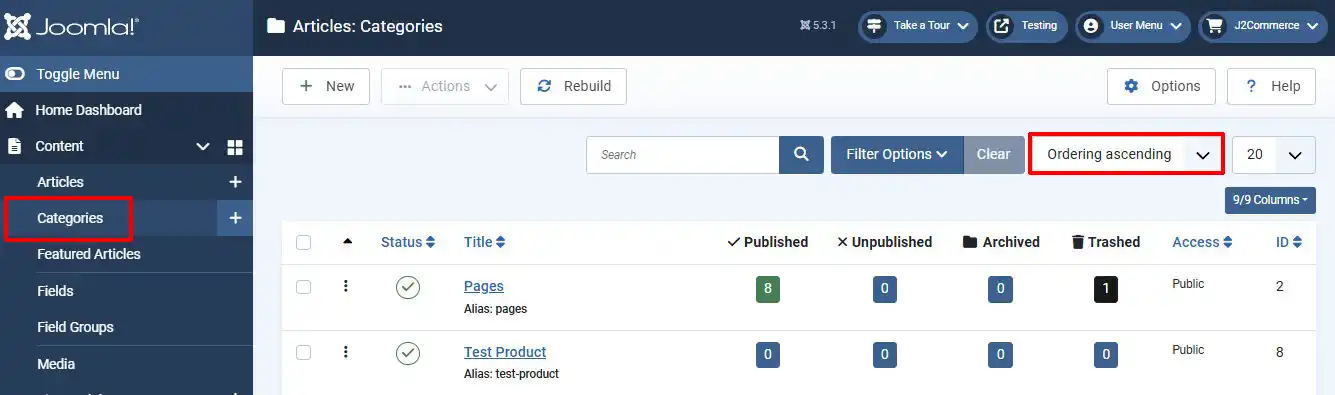 Joomla!®
Articles: Categories
5.3.1
Take a Tour
Testing
User Menu
J2Commerce
Toggle Menu
Home Dashboard
Content
Articles
Categories
Featured Articles
Fields
Field Groups
Media
New
Actions
Rebuild
Options
? Help
Search
Filter Options
Clear
Ordering ascending
20
9/9 Columns
Status
Title
Published
Unpublished
Archived
Trashed
Access
ID
Pages
Alias: pages
8
0
0
1
Public
2
Test Product
Alias: test-product
0
0
0
0
Public
8